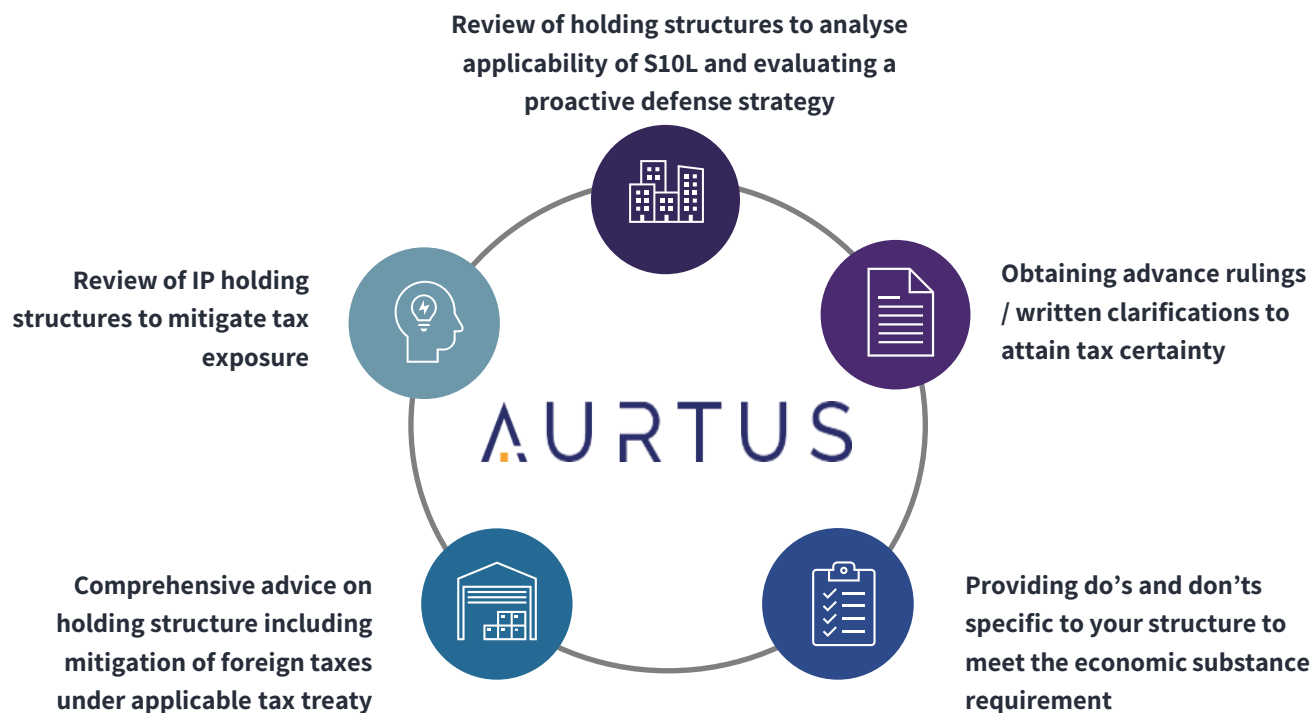 Review of holding structures to analyse
applicability of S10L and evaluating a
proactive defense strategy
Review of IP holding
structures to mitigate tax
exposure
Obtaining advance rulings
/ written clarifications to
attain tax certainty
AURTUS
Comprehensive advice on
holding structure including
mitigation of foreign taxes
under applicable tax treaty
Providing do’s and don’ts
specific to your structure to
meet the economic substance
requirement